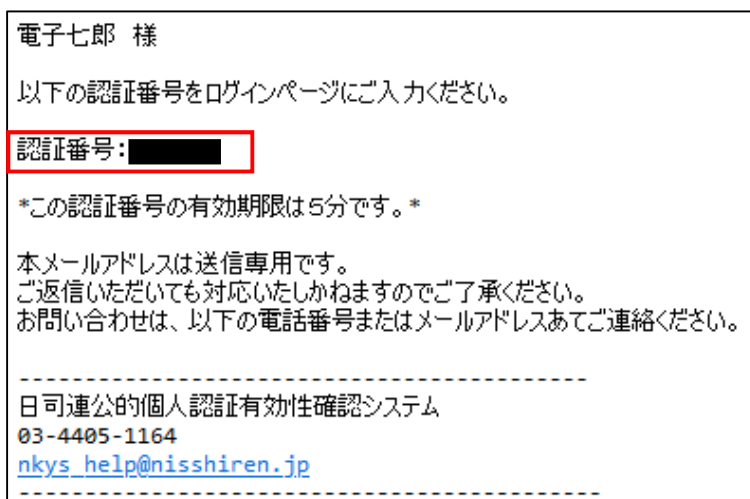 電子七郎 様
以下の認証番号をログインページにご入力ください。
認証番号:
*この認証番号の有効期限は5分です。*
本メールアドレスは送信専用です。
ご返信いただいても対応いたしかねますのでご了承ください。
お問い合わせは、以下の電話番号またはメールアドレスあてご連絡ください。
--------------------------------------------
日司連公的個人認証有効性確認システム
03-4405-1164
nkys_help@nisshiren.jp
---------------------------------------------